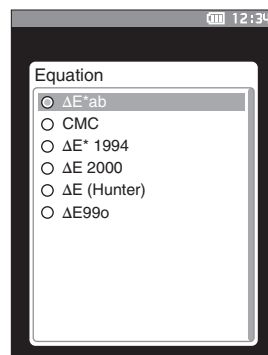 12:34
Equation
ΔE*ab
CMC
ΔE* 1994
ΔE 2000
ΔE (Hunter)
ΔE99o